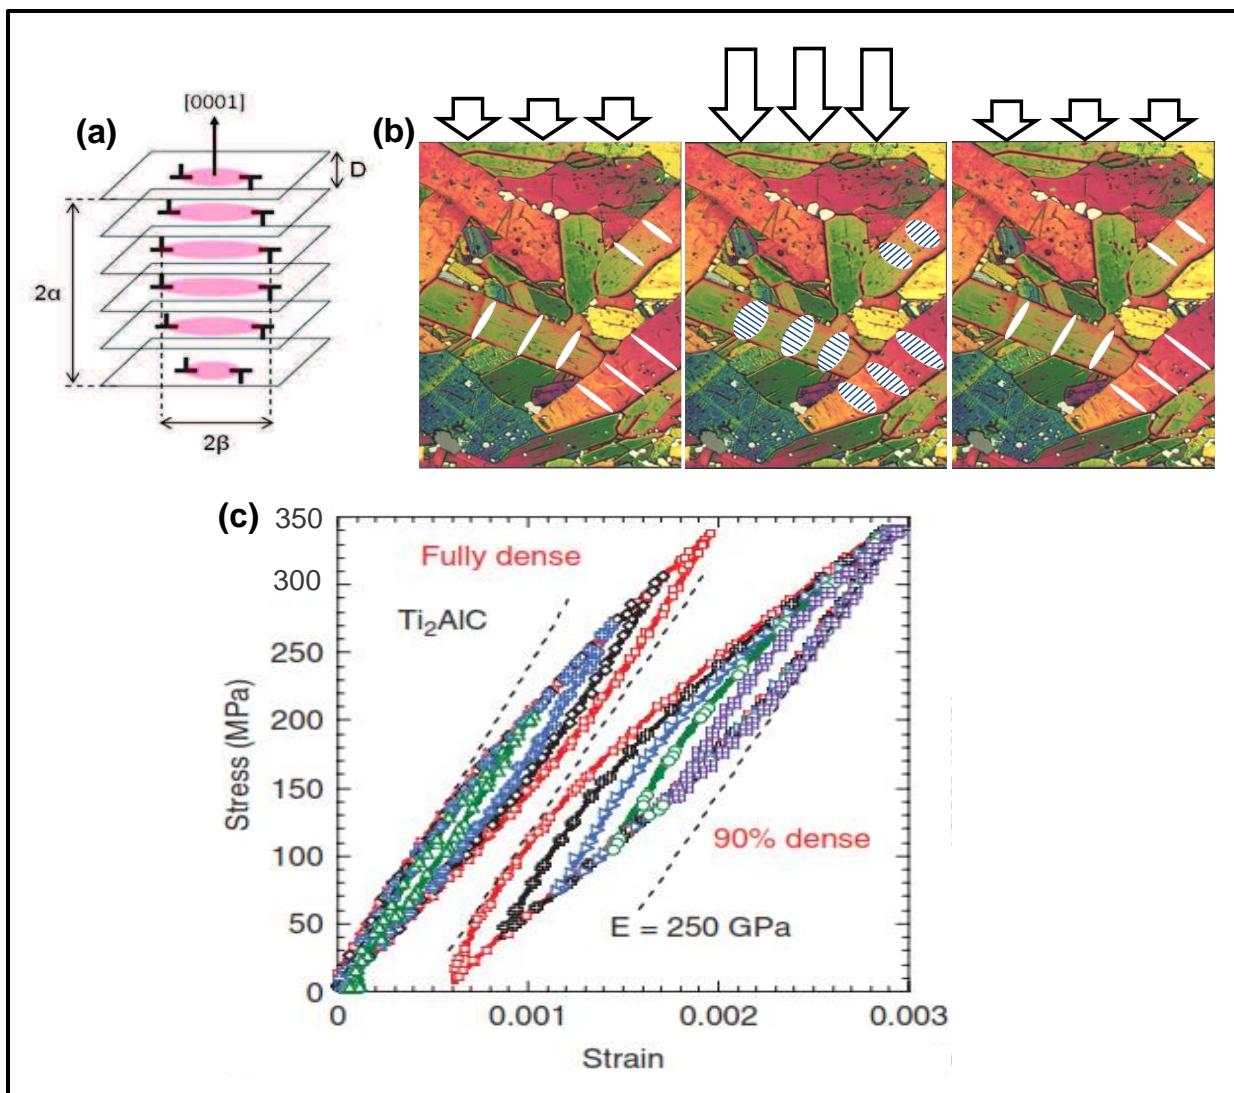 (a)
[0001]
D
2α
2β
(b)
(c)
350
300
250
200
150
100
50
0
Stress (MPa)
Fully dense
Ti₂AlC
90% dense
E = 250 GPa
0
0.001
0.002
0.003
Strain